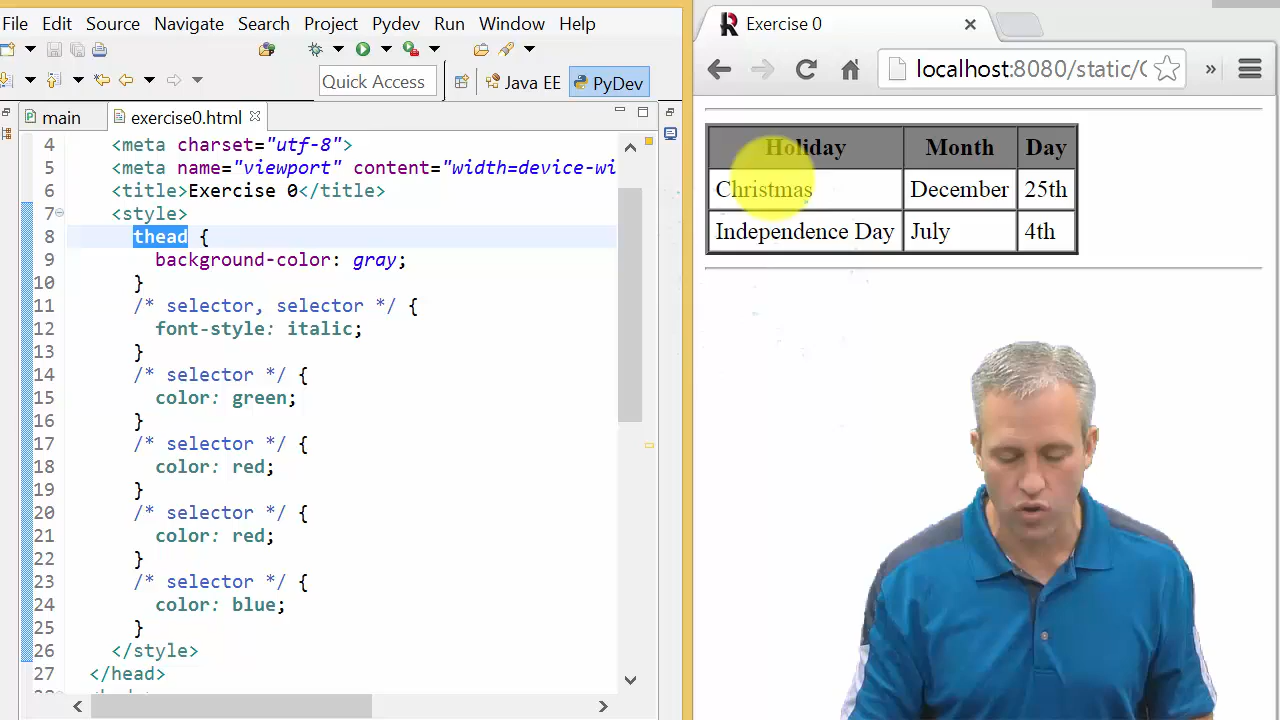 File Edit Source Navigate Search Project Pydev Run Window Help
Quick Access Java EE PyDev
main exercise0.html
4 <meta charset="utf-8">
5 <meta name="viewport" content="width=device-wi
6 <title>Exercise 0</title>
7 <style>
8 thead {
9 background-color: gray;
10 }
11 /* selector, selector */ {
12 font-style: italic;
13 }
14 /* selector */ {
15 color: green;
16 }
17 /* selector */ {
18 color: red;
19 }
20 /* selector */ {
21 color: red;
22 }
23 /* selector */ {
24 color: blue;
25 }
26 </style>
27 </head>
Exercise 0
localhost:8080/static/
Holiday Month Day
Christmas December 25th
Independence Day July 4th